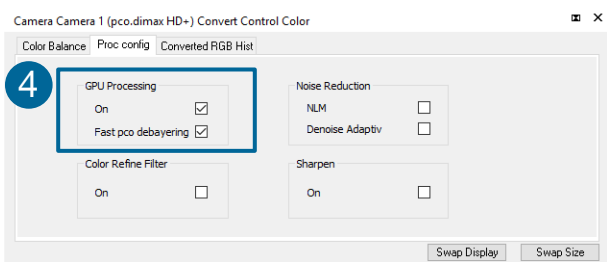 Camera Camera 1 (pco.dimax HD+) Convert Control Color
Color Balance Proc config Converted RGB Hist
4
GPU Processing
On
Fast pco debayering
Noise Reduction
NLM
Denoise Adaptiv
Color Refine Filter
On
Sharpen
On
Swap Display Swap Size